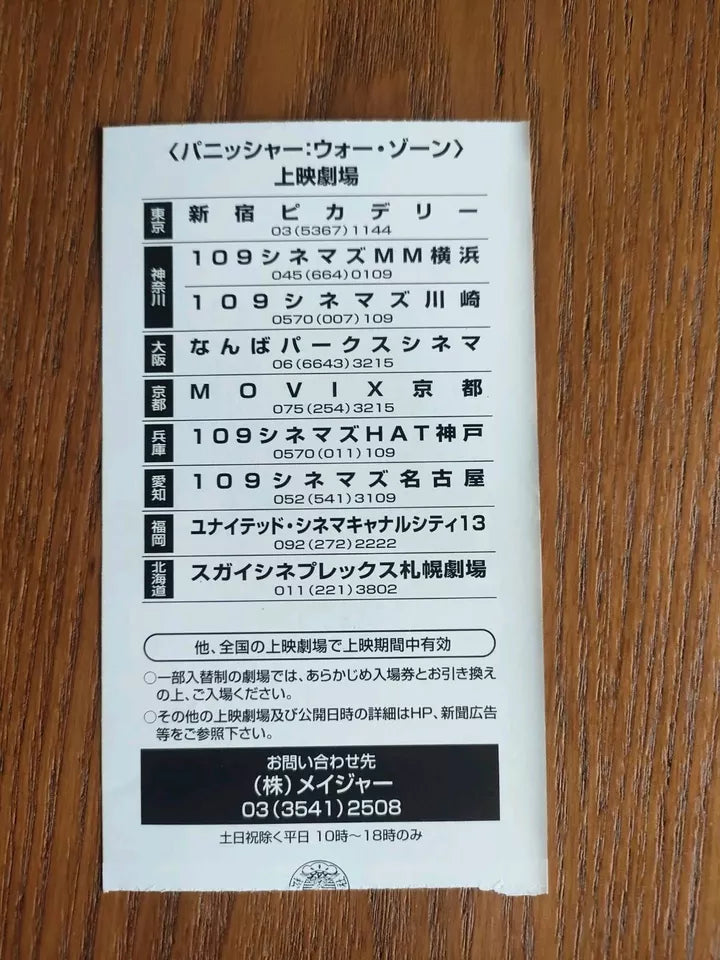 〈パニッシャー:ウォー・ゾーン〉
上映劇場
東京
新宿ピカデリー
03(5367)1144
神奈川
109シネマズMM横浜
045(664)0109
109シネマズ川崎
0570(007)109
大阪
なんばパークスシネマ
06(6643)3215
京都
MOVIX京都
075(254)3215
兵庫
109シネマズHAT神戸
0570(011)109
愛知
109シネマズ名古屋
052(541)3109
福岡
ユナイテッド・シネマキャナルシティ13
092(272)2222
北海道
スガイシネプレックス札幌劇場
011(221)3802
他、全国の上映劇場で上映期間中有効
○一部入替制の劇場では、あらかじめ入場券とお引き換え
の上、ご入場ください。
○その他の上映劇場及び公開日時の詳細はHP、新聞広告
等をご参照下さい。
お問い合わせ先
(株)メイジャー
03(3541)2508
土日祝除く平日 10時〜18時のみ